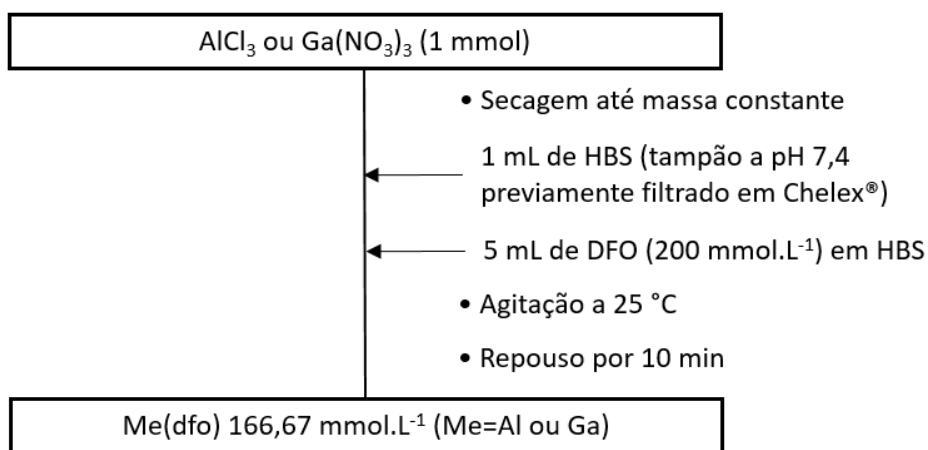 AlCl₃ ou Ga(NO₃)₃ (1 mmol)
• Secagem até massa constante
1 mL de HBS (tampão a pH 7,4
previamente filtrado em Chelex®)
5 mL de DFO (200 mmol.L⁻¹) em HBS
• Agitação a 25 °C
• Repouso por 10 min
Me(dfo) 166,67 mmol.L⁻¹ (Me=Al ou Ga)